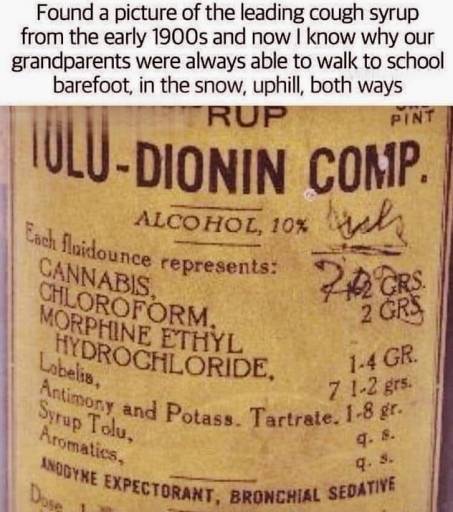 Found a picture of the leading cough syrup
from the early 1900s and now I know why our
grandparents were always able to walk to school
barefoot, in the snow, uphill, both ways
RUP
PINT
TULU-DIONIN COMP.
ALCOHOL, 10%
Each fluidounce represents:
CANNABIS, GRS.
CHLOROFORM, 2 GRS
MORPHINE ETHYL
HYDROCHLORIDE, 1-4 GR.
Lobelia, 7 1-2 grs.
Antimony and Potass. Tartrate, 1-8 gr.
Syrup Tolu, q. s.
Aromatics, q. s.
ANODYNE EXPECTORANT, BRONCHIAL SEDATIVE
Dose